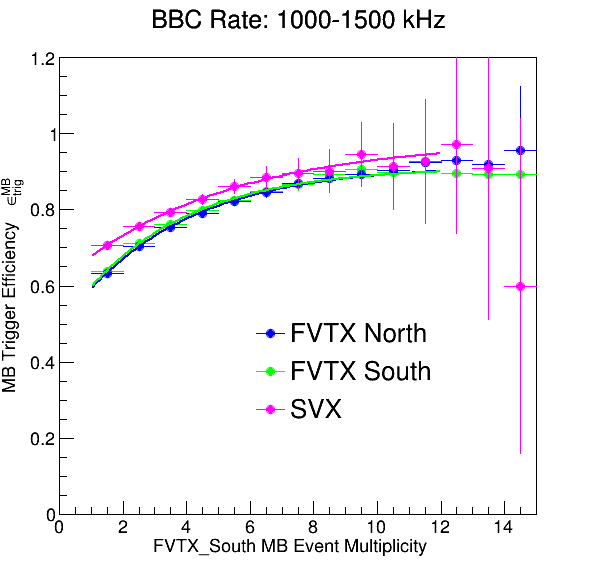 BBC Rate: 1000-1500 kHz
MB Trigger Efficiency ε^MB_trig
1.2
1
0.8
0.6
0.4
0.2
0
FVTX North
FVTX South
SVX
0 2 4 6 8 10 12 14
FVTX_South MB Event Multiplicity